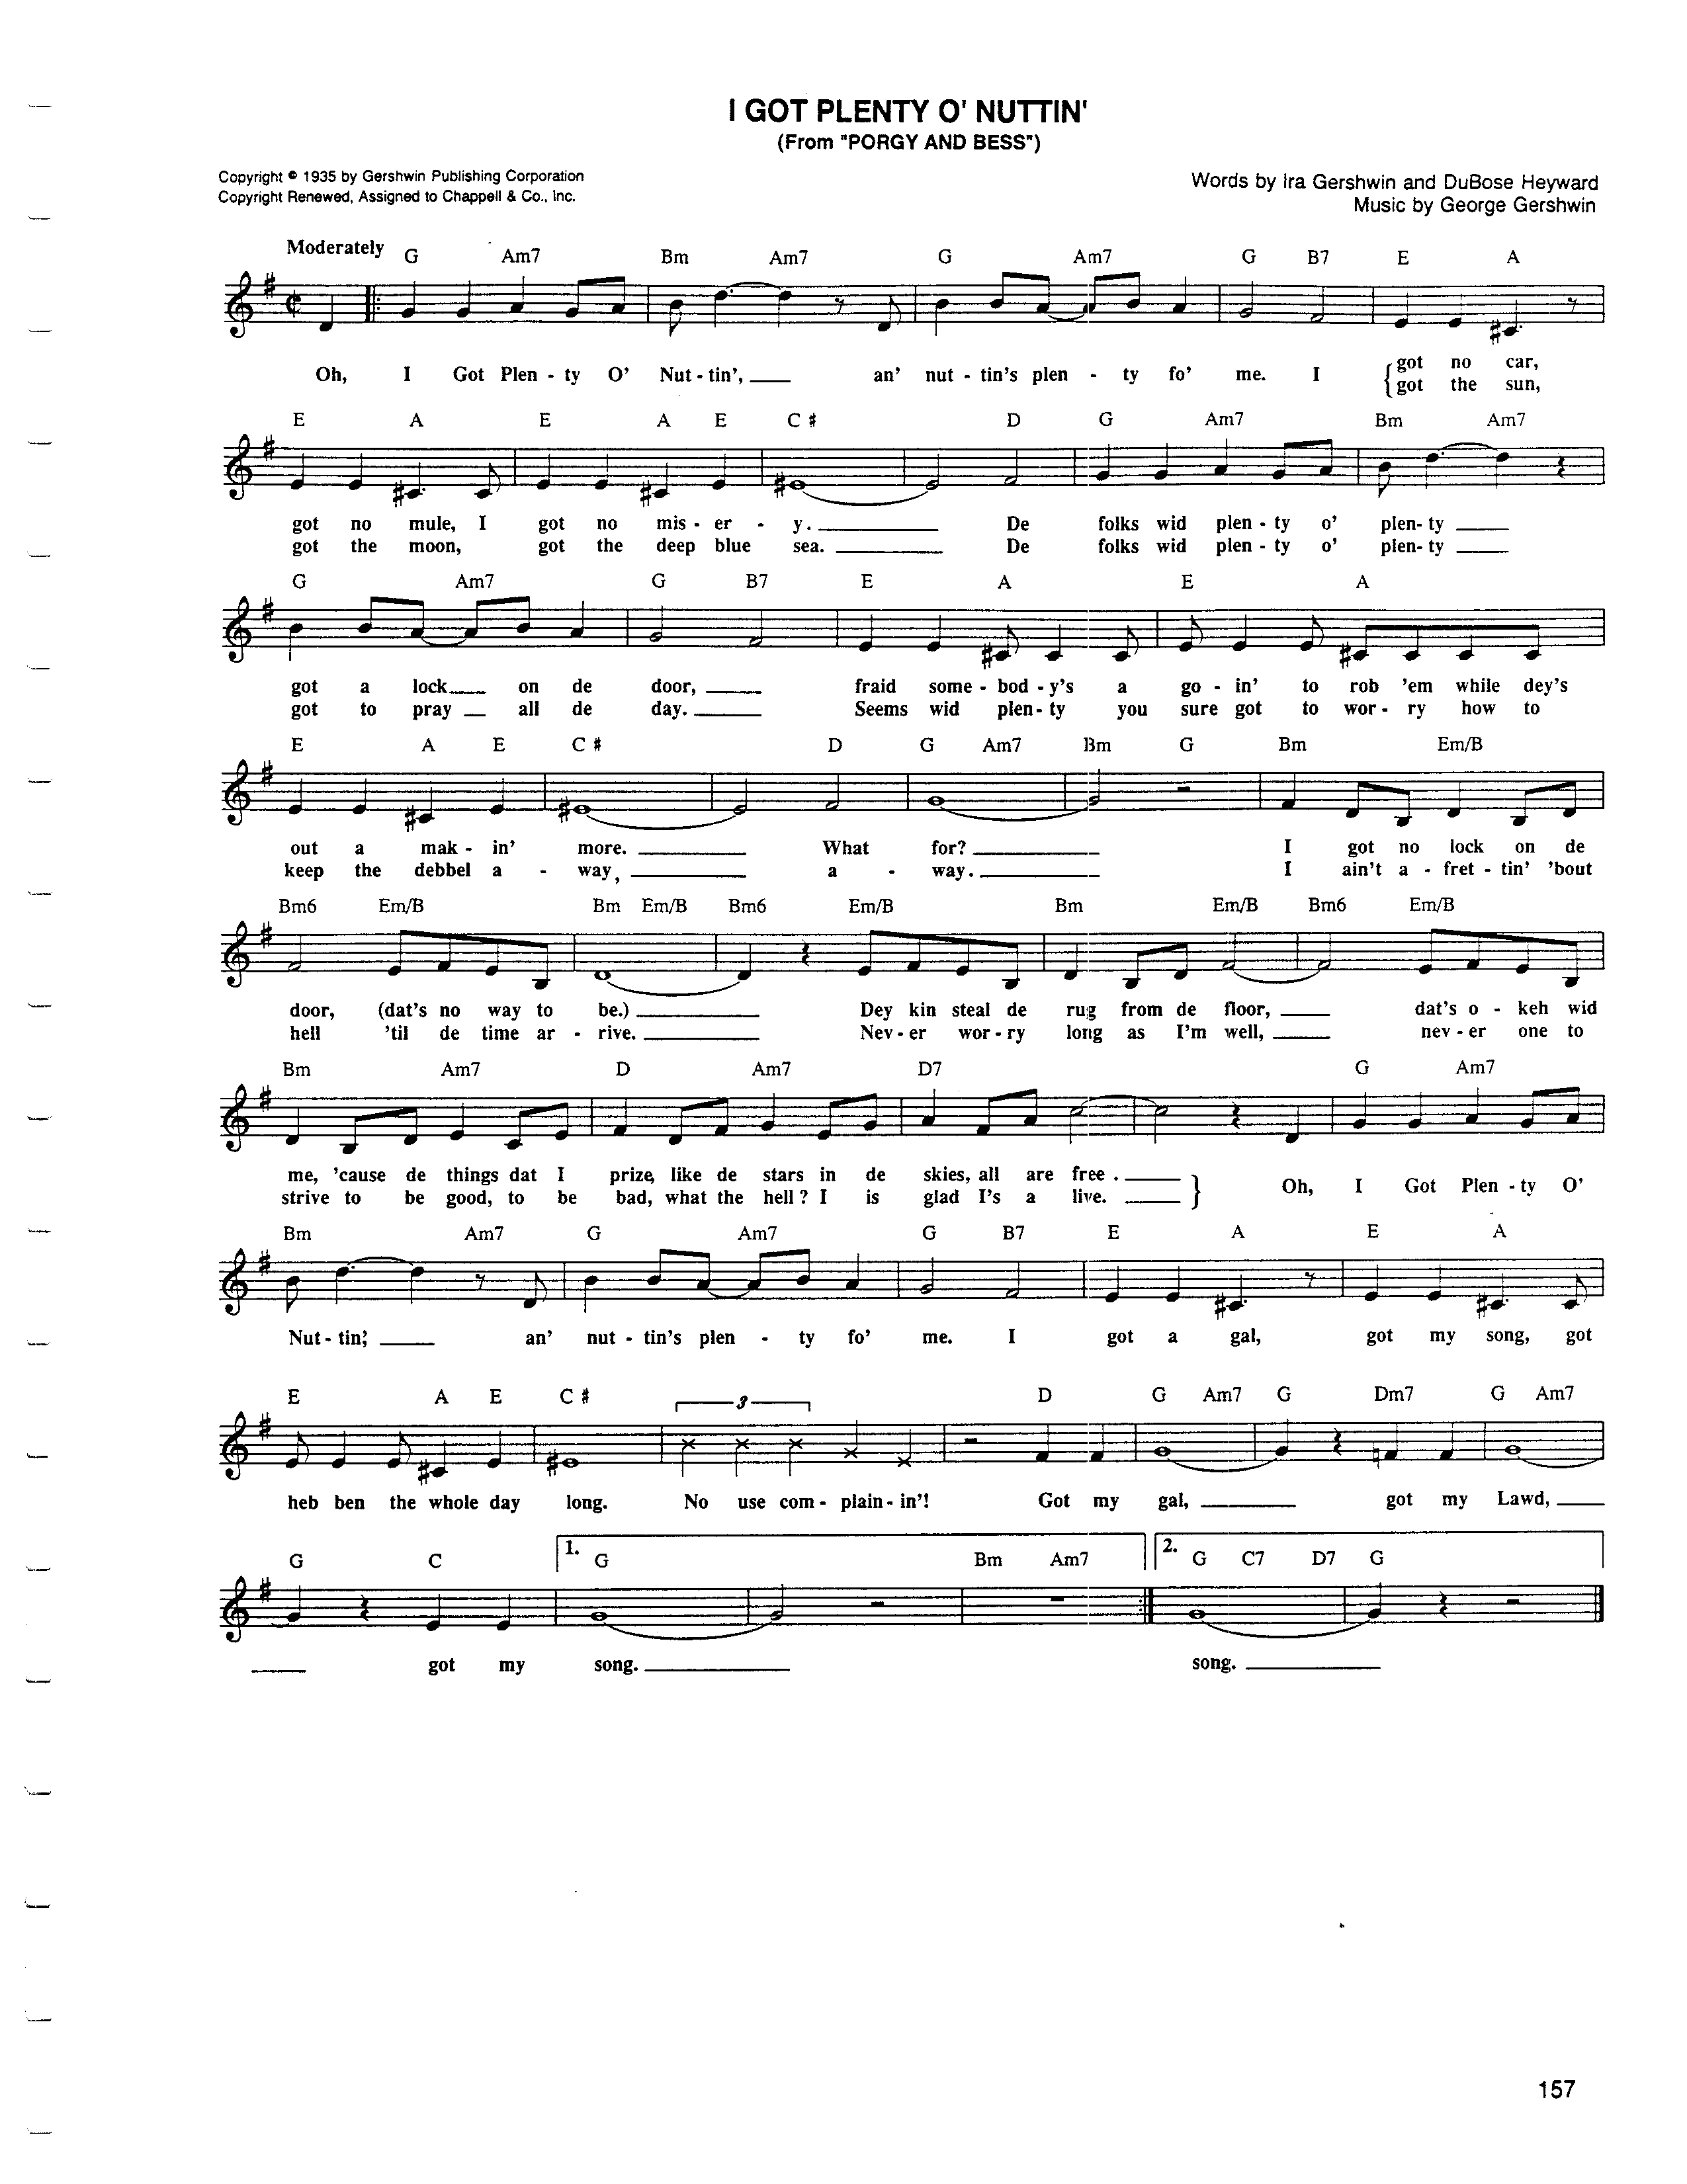 I GOT PLENTY O' NUTTIN'
(From "PORGY AND BESS")
Copyright © 1935 by Gershwin Publishing Corporation
Copyright Renewed, Assigned to Chappell & Co., Inc.
Words by Ira Gershwin and DuBose Heyward
Music by George Gershwin
Moderately
G Am7 Bm Am7 G Am7 G B7 E A
Oh, I Got Plen - ty O' Nut - tin', an' nut - tin's plen - ty fo' me. I
got no car,
got the sun,
E A E A E C # D G Am7 Bm Am7
got no mule, I got no mis - er - y. De folks wid plen - ty o' plen- ty
got the moon, got the deep blue sea. De folks wid plen - ty o' plen- ty
G Am7 G B7 E A E A
got a lock on de door, fraid some - bod - y's a go - in' to rob 'em while dey's
got to pray all de day. Seems wid plen- ty you sure got to wor - ry how to
E A E C # D G Am7 Bm G Bm Em/B
out a mak - in' more. What for? I got no lock on de
keep the debbel a - way, a - way. I ain't a - fret - tin' 'bout
Bm6 Em/B Bm Em/B Bm6 Em/B Bm Em/B Bm6 Em/B
door, (dat's no way to be.) Dey kin steal de rug from de floor, dat's o - keh wid
hell 'til de time ar - rive. Nev - er wor - ry long as I'm well, nev - er one to
Bm Am7 D Am7 D7 G Am7
me, 'cause de things dat I prize, like de stars in de skies, all are free .
strive to be good, to be bad, what the hell ? I is glad I's a live.
Oh, I Got Plen - ty O'
Bm Am7 G Am7 G B7 E A E A
Nut - tin', an' nut - tin's plen - ty fo' me. I got a gal, got my song, got
E A E C # 3 D G Am7 G Dm7 G Am7
heb ben the whole day long. No use com - plain - in'! Got my gal, got my Lawd,
G C 1. G Bm Am7 2. G C7 D7 G
got my song. song.
157